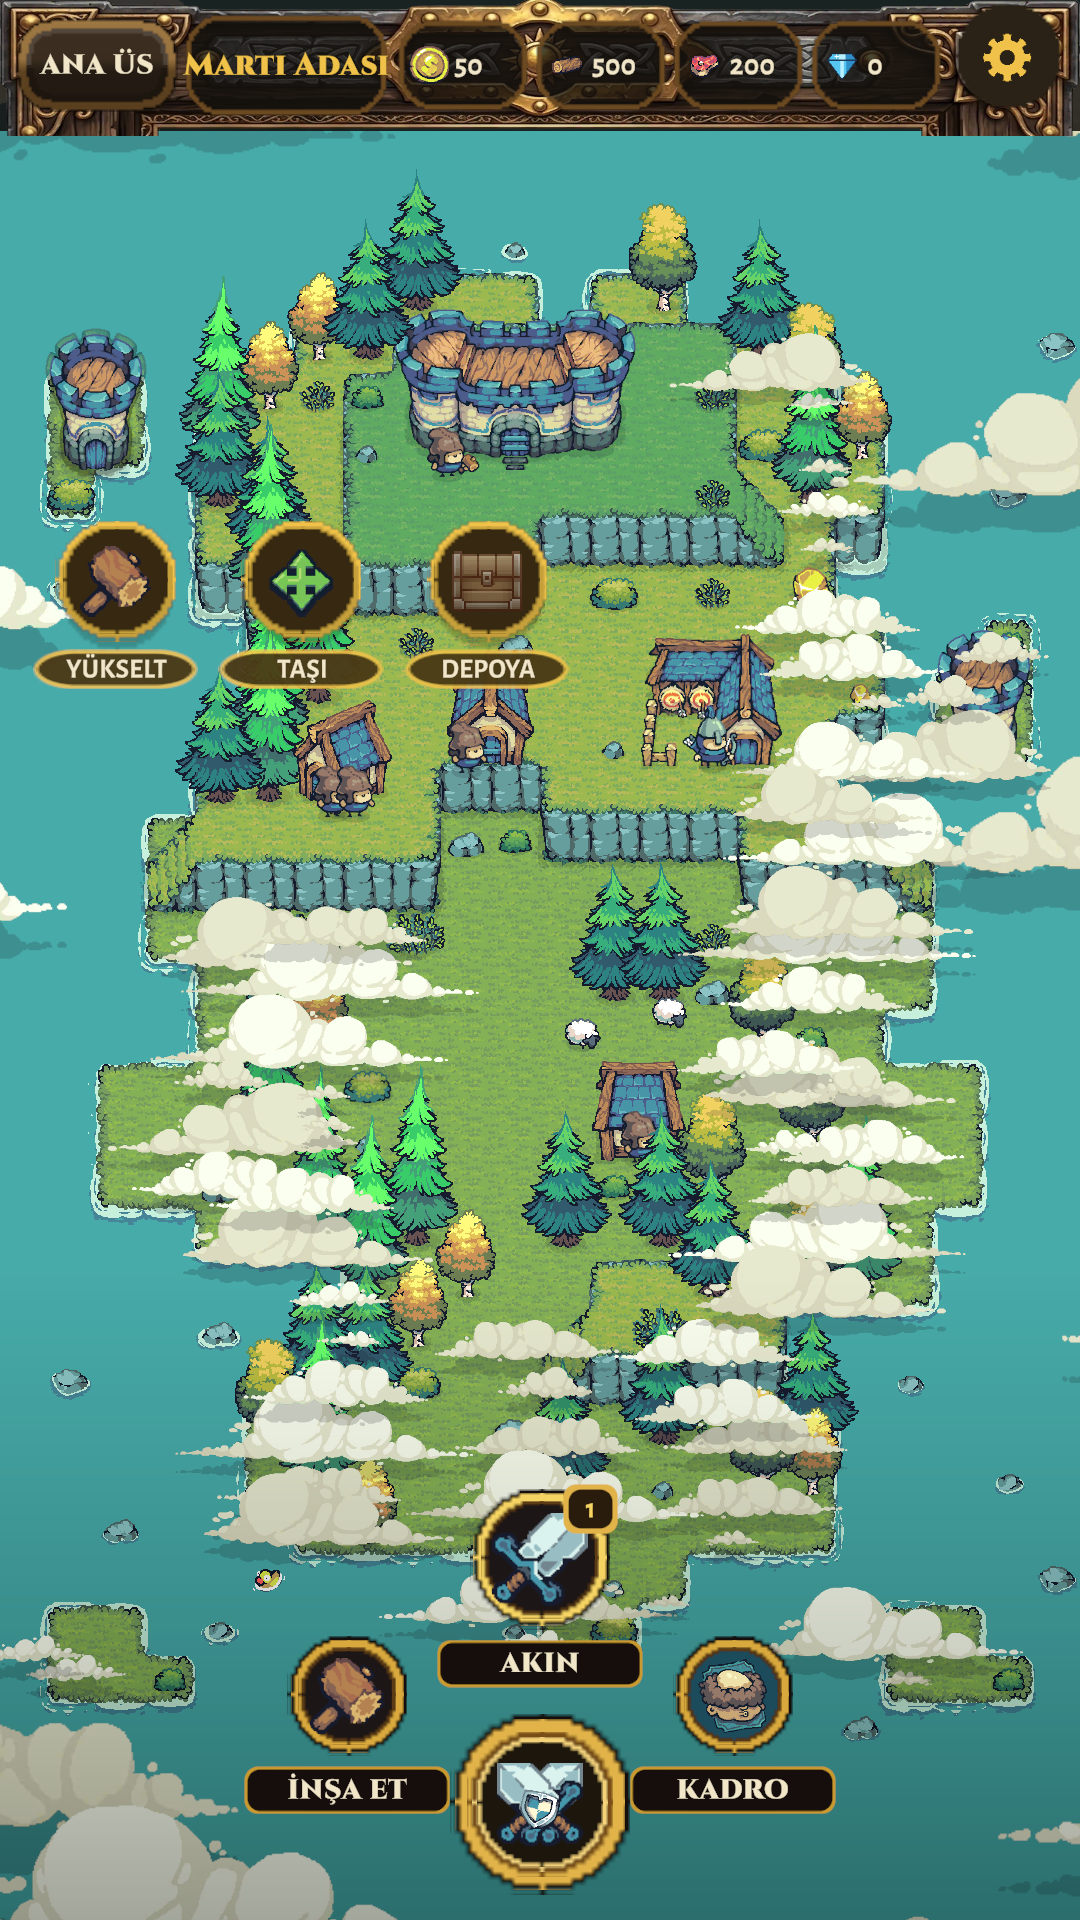 ANA ÜS
MARTI ADASI
50
500
200
0
YÜKSELT
TAŞI
DEPOYA
1
AKIN
İNŞA ET
KADRO